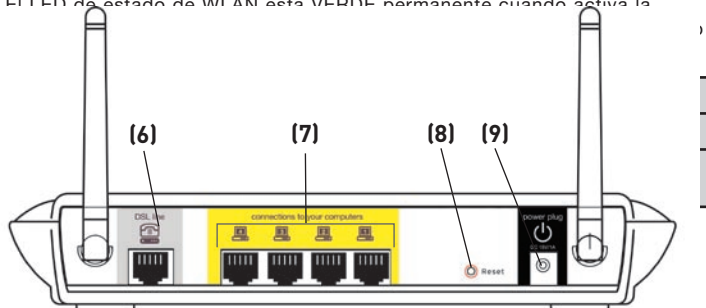 El LED de estado de WLAN está VERDE permanente cuando activa la
(6) (7) (8) (9)
DSL line
connections to your computers
power plug
Reset